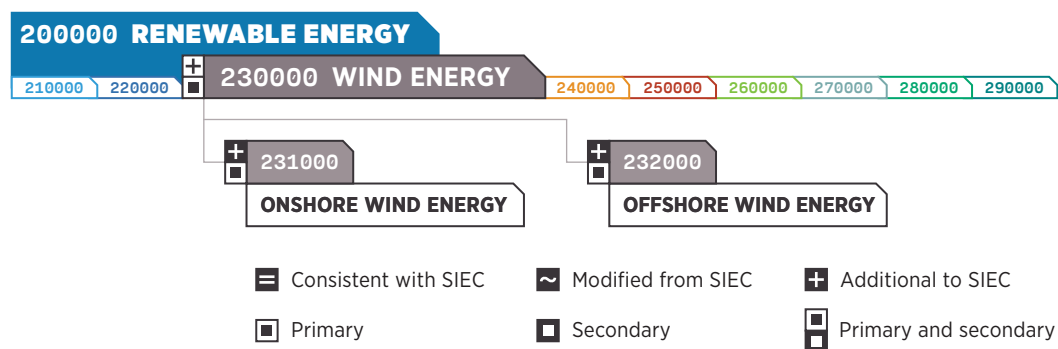 200000 RENEWABLE ENERGY
210000 220000 230000 WIND ENERGY 240000 250000 260000 270000 280000 290000
231000 232000
ONSHORE WIND ENERGY OFFSHORE WIND ENERGY
= Consistent with SIEC ~ Modified from SIEC + Additional to SIEC
Primary Secondary Primary and secondary